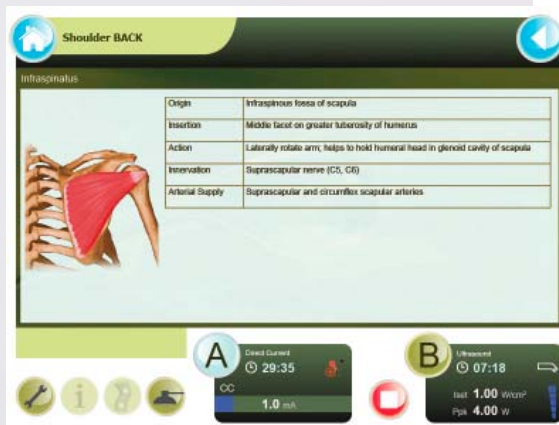 Shoulder BACK
Infraspinatus
Origin Infraspinous fossa of scapula
Insertion Middle facet on greater tuberosity of humerus
Action Laterally rotate arm; helps to hold humeral head in glenoid cavity of scapula
Innervation Suprascapular nerve (C5, C6)
Arterial Supply Suprascapular and circumflex scapular arteries
A
Direct Current
29:35
CC
1.0 mA
B
Ultrasound
07:18
1.00 W/cm²
Ppk 4.00 W
i